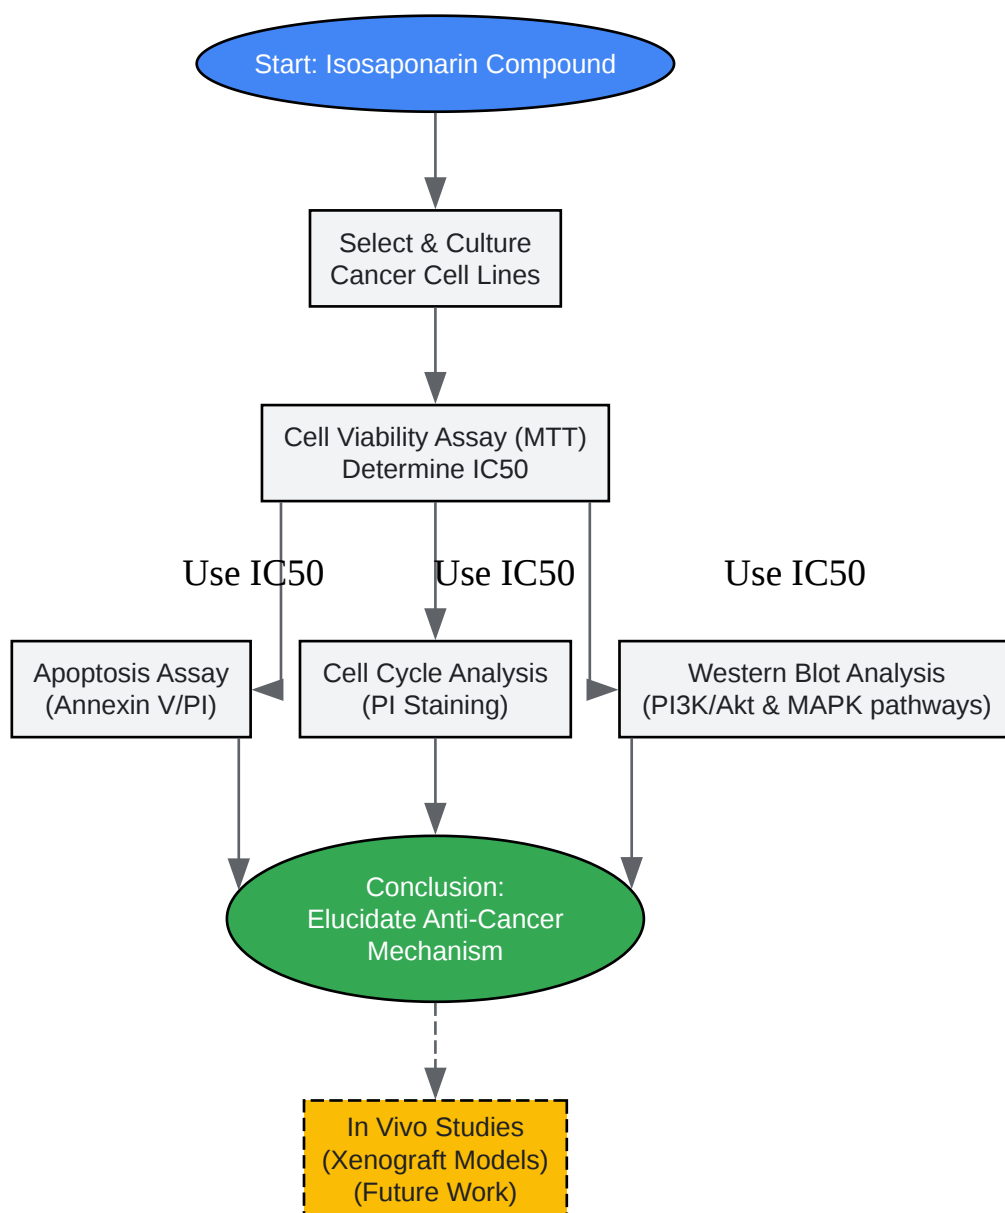 Start: Isosaponarin Compound
Select & Culture
Cancer Cell Lines
Cell Viability Assay (MTT)
Determine IC50
Use IC50
Use IC50
Use IC50
Apoptosis Assay
(Annexin V/PI)
Cell Cycle Analysis
(PI Staining)
Western Blot Analysis
(PI3K/Akt & MAPK pathways)
Conclusion:
Elucidate Anti-Cancer
Mechanism
In Vivo Studies
(Xenograft Models)
(Future Work)